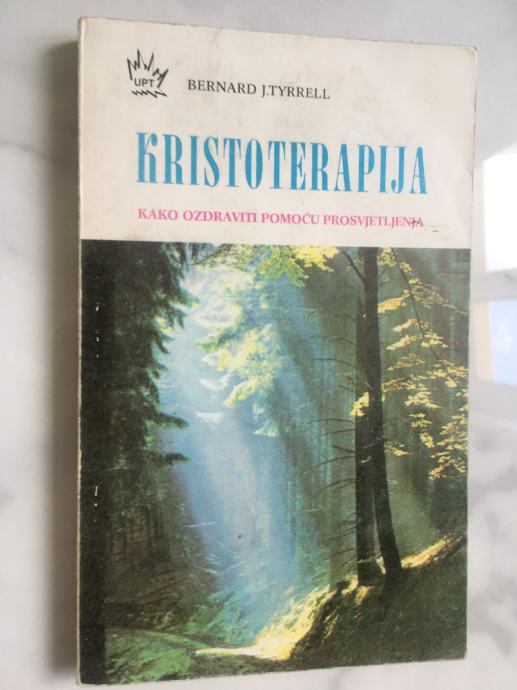 UPT
BERNARD J.TYRRELL
KRISTOTERAPIJA
KAKO OZDRAVITI POMOĆU PROSVJETLJENJA